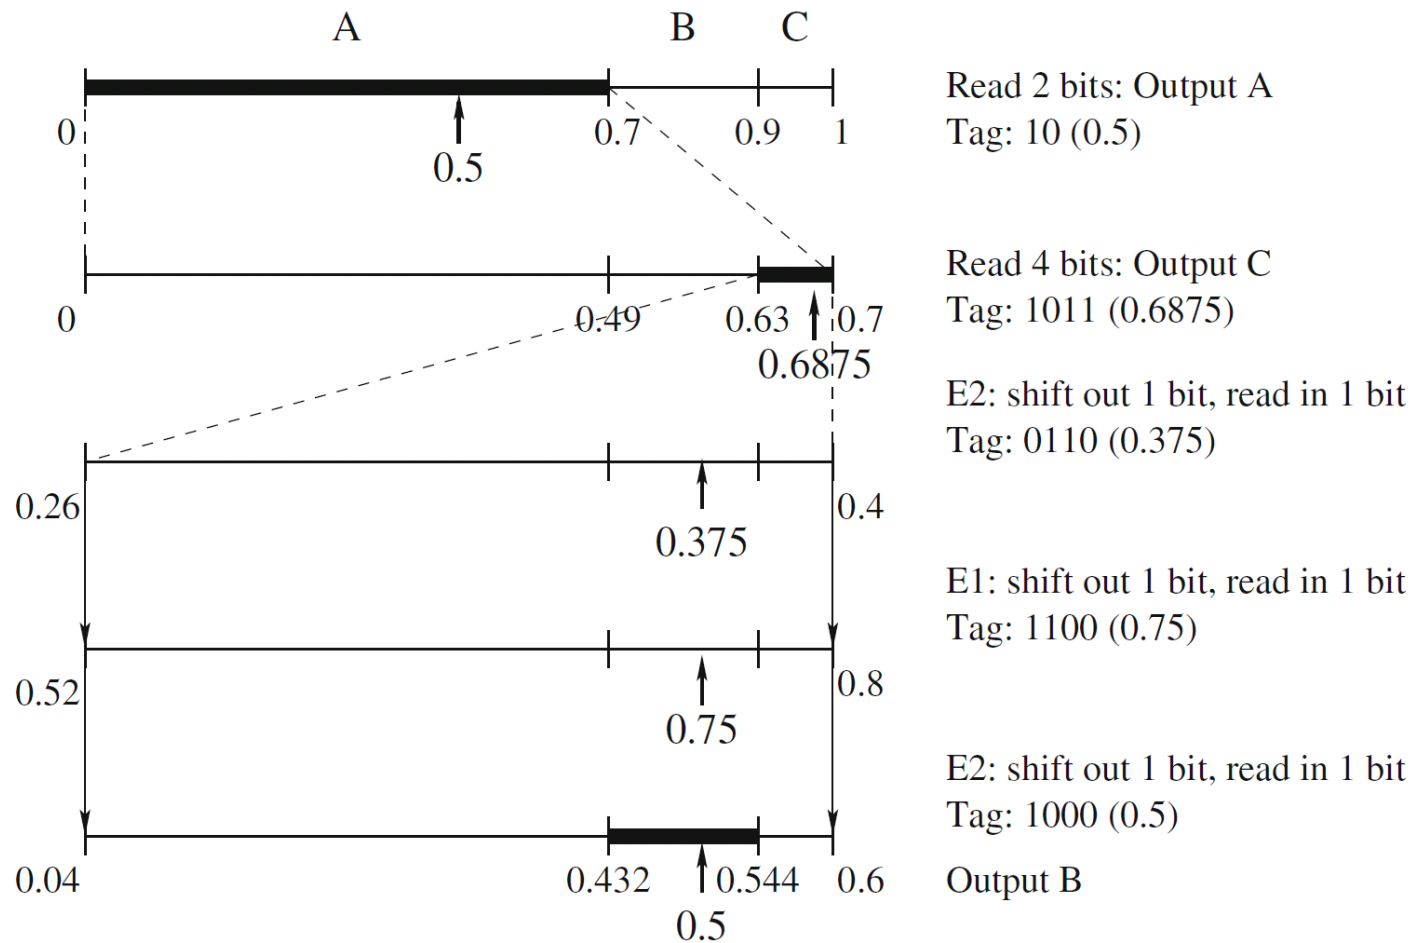 A B C
Read 2 bits: Output A
0 0.7 0.9 1 Tag: 10 (0.5)
0.5
Read 4 bits: Output C
0 0.49 0.63 0.7 Tag: 1011 (0.6875)
0.6875
E2: shift out 1 bit, read in 1 bit
Tag: 0110 (0.375)
0.26 0.4
0.375
E1: shift out 1 bit, read in 1 bit
Tag: 1100 (0.75)
0.52 0.8
0.75
E2: shift out 1 bit, read in 1 bit
Tag: 1000 (0.5)
0.04 0.432 0.544 0.6 Output B
0.5